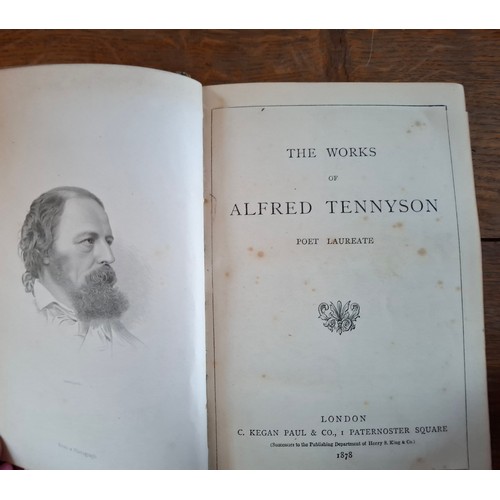 THE WORKS
OF
ALFRED TENNYSON
POET LAUREATE
LONDON
C. KEGAN PAUL & CO., 1 PATERNOSTER SQUARE
(Successors to the Publishing Department of Henry S. King & Co.)
1878